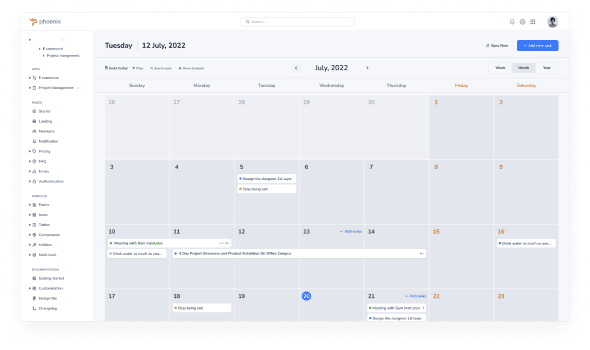 phoenix
Search...
E commerce
Project management
APPS
E commerce
Project Management
PAGES
Starter
Landing
Members
Notification
Pricing
FAQ
Errors
Authentication
MODULES
Forms
Icons
Tables
Components
Utilities
Multi level
DOCUMENTATION
Getting started
Customization
Design file
Changelog
Tuesday 12 July, 2022
Sync Now
+ Add new task
5 tasks today
Filter
Search tasks
July, 2022
Week Month Year
Sunday Monday Tuesday Wednesday Thursday Friday Saturday
26 27 28 29 30 1 2
3 4 5 6 7 8 9
Design the dungeon 1st layer
Stop being sad
10 11 12 13 + Add tasks 14 15 16
Meeting with Gym instructor
Drink water as much as you...
Drink water as much as you...
4 Day Project Showcase and Product Exhibition On Office Campus
17 18 19 20 21 + Add tasks 22 23
Stop being sad
Meeting with Gym instructor
Design the dungeon 1st layer